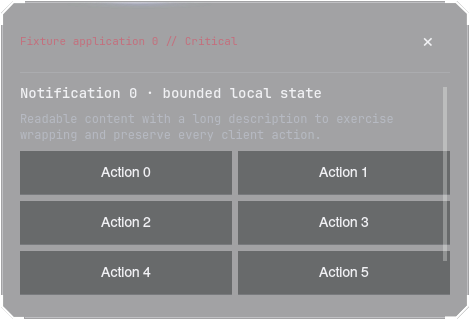 Fixture application 0 // Critical
×
Notification 0 · bounded local state
Readable content with a long description to exercise
wrapping and preserve every client action.
Action 0
Action 1
Action 2
Action 3
Action 4
Action 5